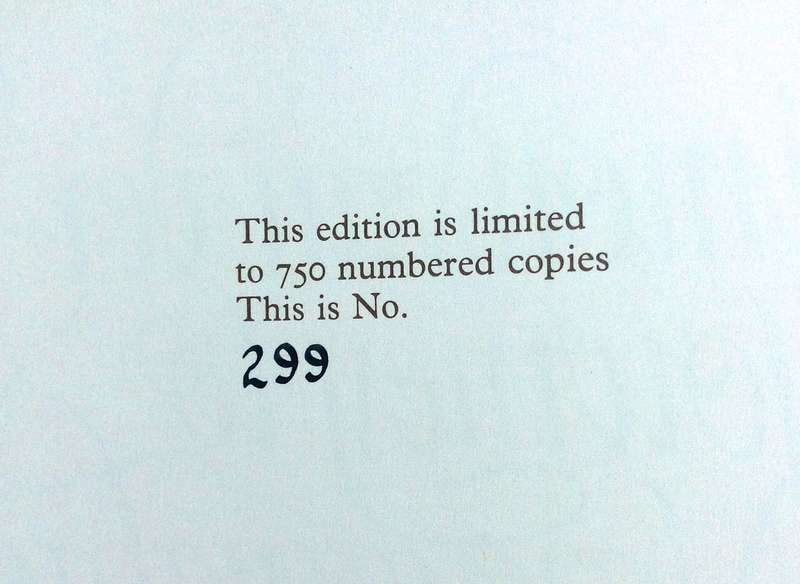 This edition is limited
to 750 numbered copies
This is No.
299